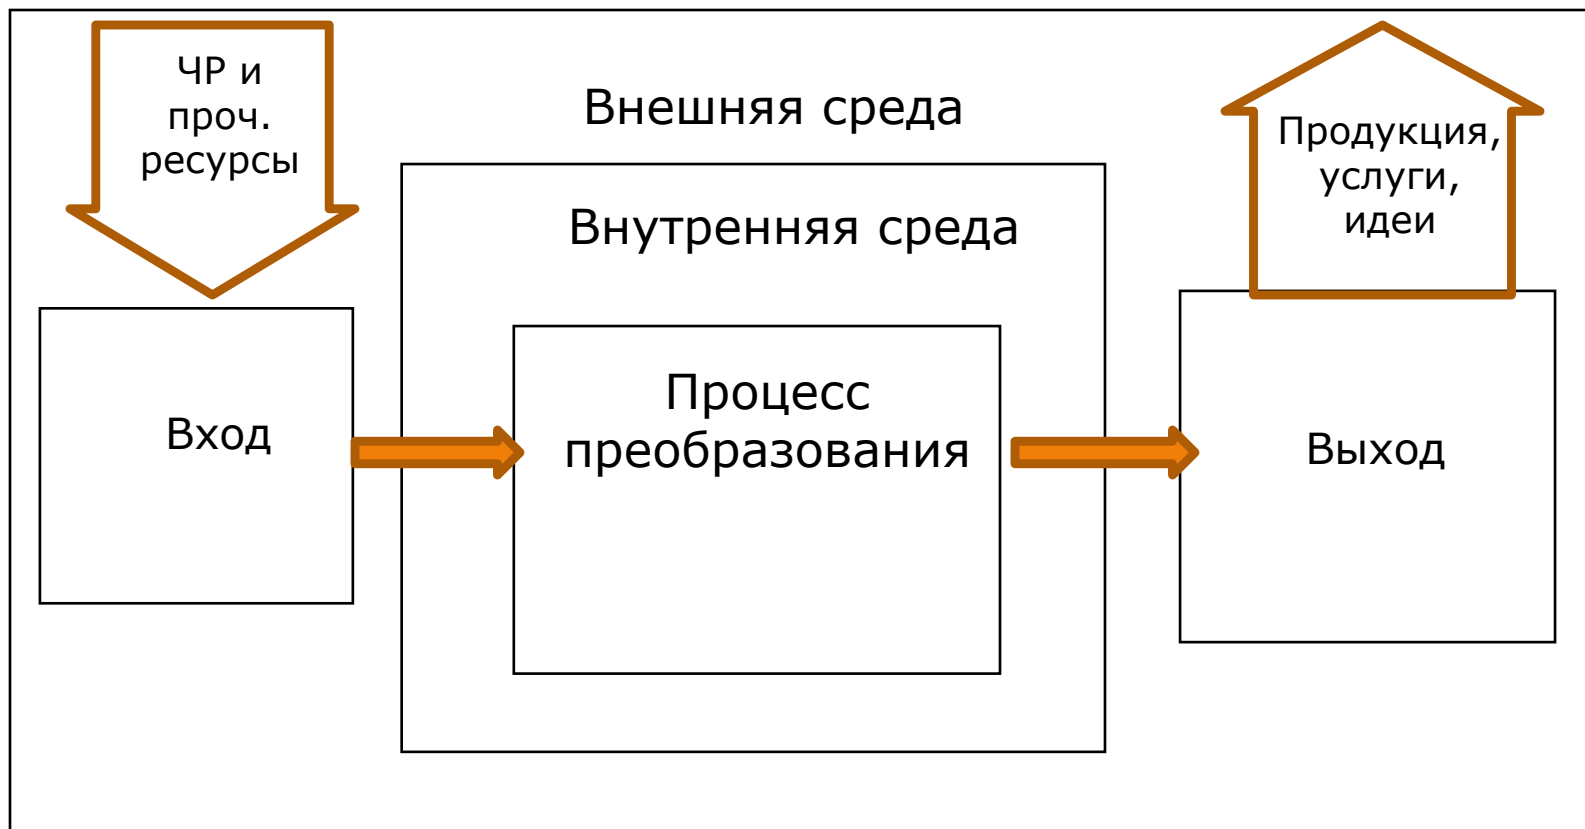 ЧР и
проч.
ресурсы
Внешняя среда
Продукция,
услуги,
идеи
Внутренняя среда
Вход
Процесс
преобразования
Выход